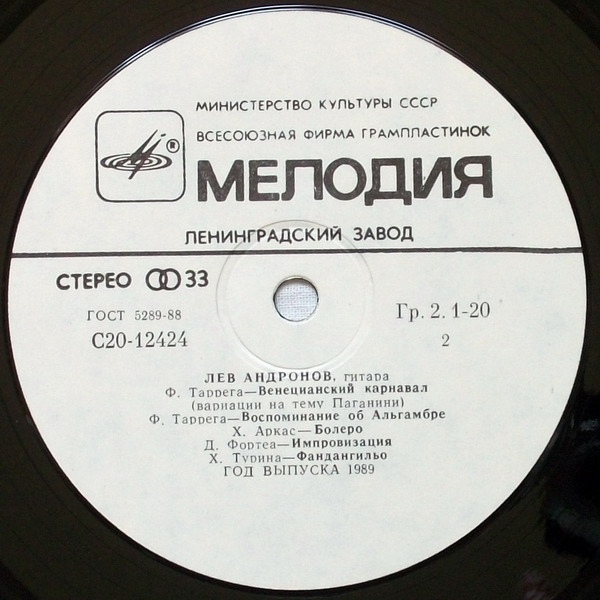 МИНИСТЕРСТВО КУЛЬТУРЫ СССР
ВСЕСОЮЗНАЯ ФИРМА ГРАМПЛАСТИНОК
®
МЕЛОДИЯ
ЛЕНИНГРАДСКИЙ ЗАВОД
СТЕРЕО 33
ГОСТ 5289-88
Гр. 2. 1-20
С20-12424
2
ЛЕВ АНДРОНОВ, гитара
Ф. Таррега—Венецианский карнавал
(вариации на тему Паганини)
Ф. Таррега—Воспоминание об Альгамбре
Х. Аркас—Болеро
Д. Фортеа—Импровизация
Х. Турина—Фандангильо
ГОД ВЫПУСКА 1989